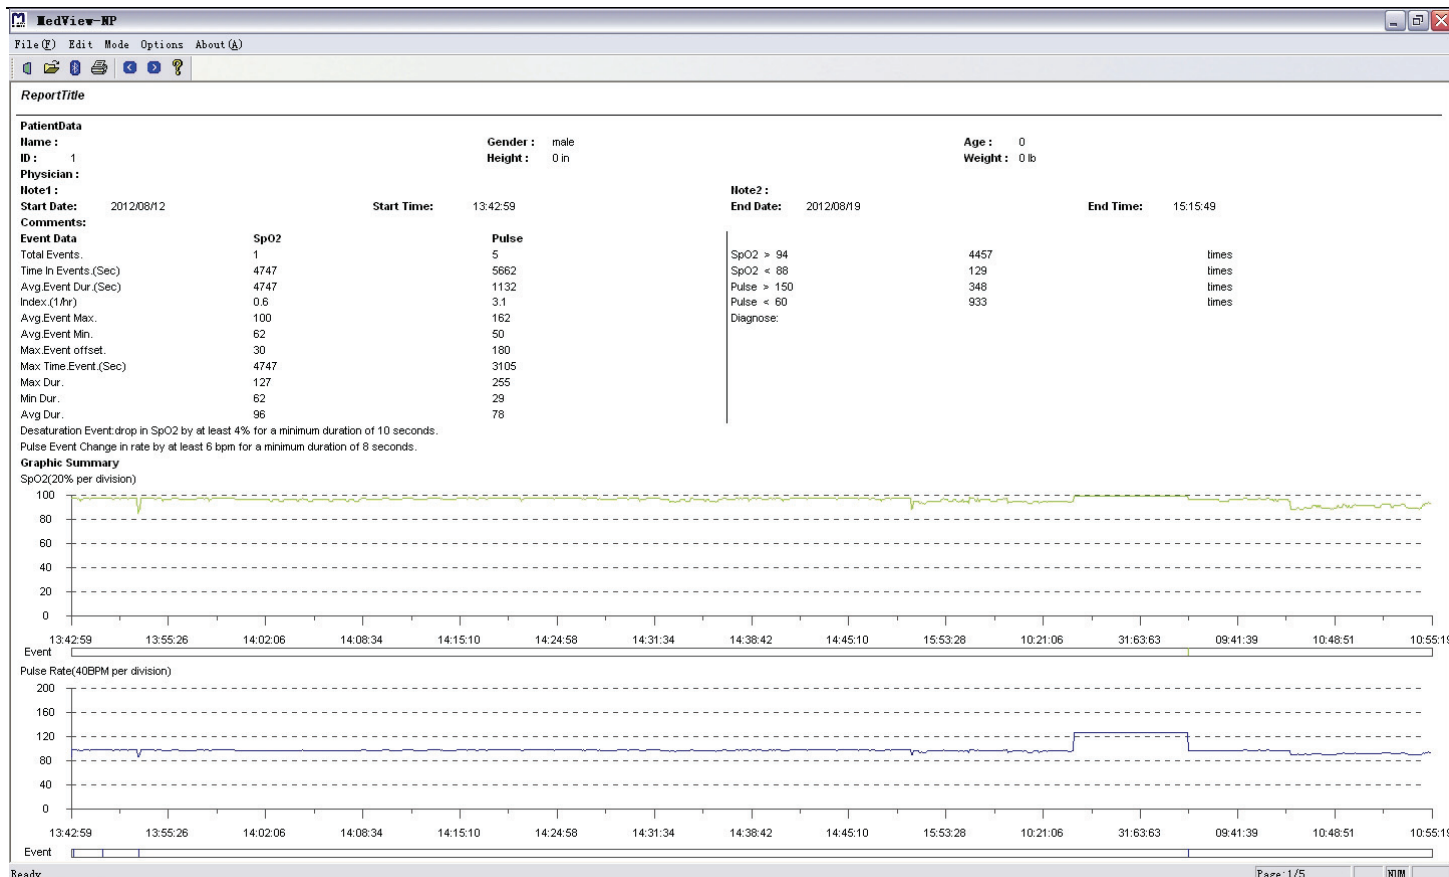 MedView-NP
File(F) Edit Mode Options About(A)
ReportTitle
PatientData
Name : Gender : male Age : 0
ID : 1 Height : 0 in Weight : 0 lb
Physician :
Note1 : Note2 :
Start Date: 2012/08/12 Start Time: 13:42:59 End Date: 2012/08/19 End Time: 15:15:49
Comments:
Event Data SpO2 Pulse
Total Events. 1 5 SpO2 > 94 4457 times
Time In Events.(Sec) 4747 5662 SpO2 < 88 129 times
Avg.Event Dur.(Sec) 4747 1132 Pulse > 150 348 times
Index.(1/hr) 0.6 3.1 Pulse < 60 933 times
Avg.Event Max. 100 162 Diagnose:
Avg.Event Min. 62 50
Max.Event offset. 30 180
Max Time.Event.(Sec) 4747 3105
Max Dur. 127 255
Min Dur. 62 29
Avg Dur. 96 78
Desaturation Event:drop in SpO2 by at least 4% for a minimum duration of 10 seconds.
Pulse Event Change in rate by at least 6 bpm for a minimum duration of 8 seconds.
Graphic Summary
SpO2(20% per division)
100
80
60
40
20
0
13:42:59 13:55:26 14:02:06 14:08:34 14:15:10 14:24:58 14:31:34 14:38:42 14:45:10 15:53:28 10:21:06 31:63:63 09:41:39 10:48:51 10:55:19
Event
Pulse Rate(40BPM per division)
200
160
120
80
40
0
13:42:59 13:55:26 14:02:06 14:08:34 14:15:10 14:24:58 14:31:34 14:38:42 14:45:10 15:53:28 10:21:06 31:63:63 09:41:39 10:48:51 10:55:19
Event
Ready Page:1/5 NUM